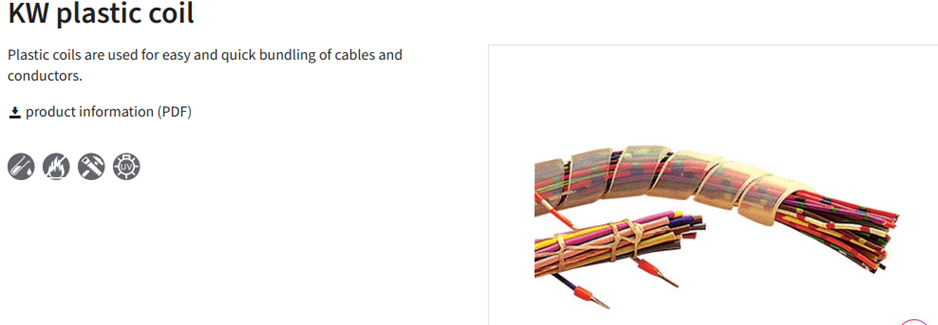 KW plastic coil
Plastic coils are used for easy and quick bundling of cables and
conductors.
product information (PDF)
UV